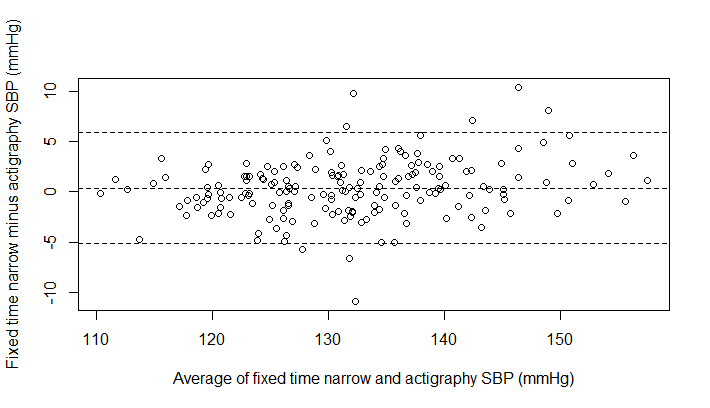 Fixed time narrow minus actigraphy SBP (mmHg)
10
5
0
-5
-10
110 120 130 140 150
Average of fixed time narrow and actigraphy SBP (mmHg)